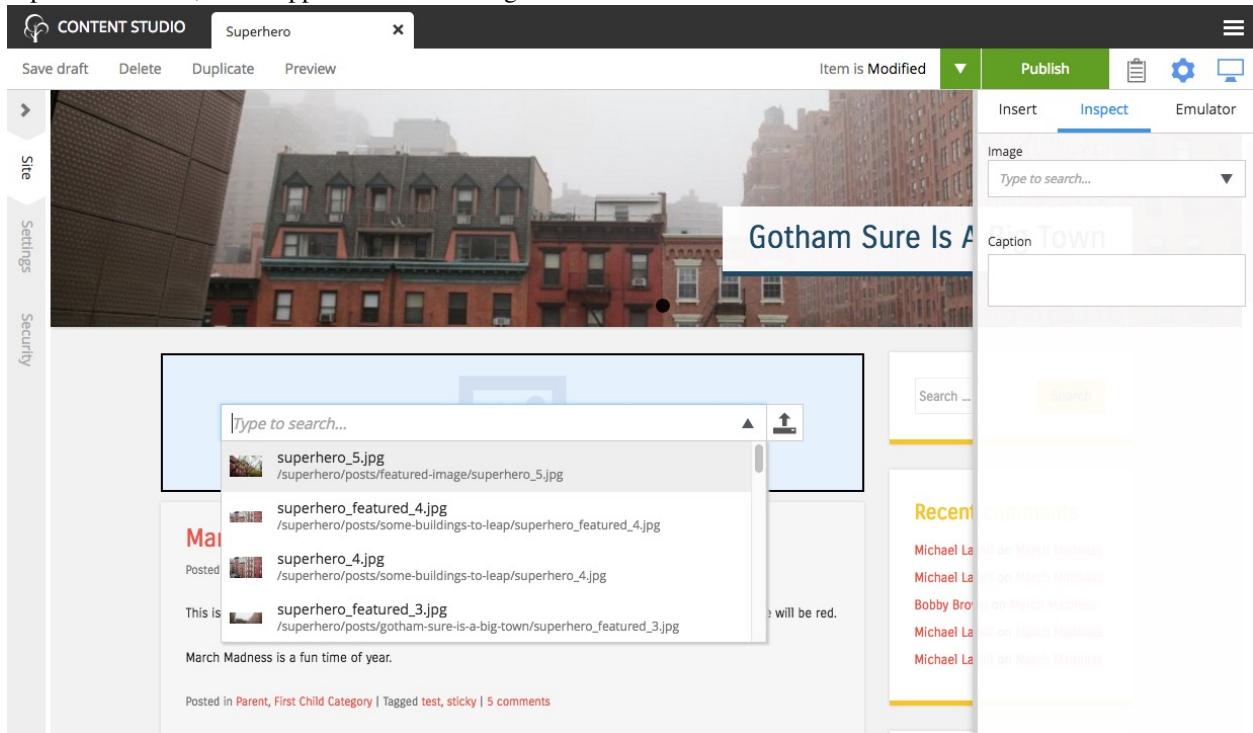 CONTENT STUDIO
Superhero
Save draft Delete Duplicate Preview
Item is Modified
Publish
Insert Inspect Emulator
Site
Settings
Security
Image
Type to search...
Caption
Gotham Sure Is A Big Town
Type to search...
superhero_5.jpg
/superhero/posts/featured-image/superhero_5.jpg
superhero_featured_4.jpg
/superhero/posts/some-buildings-to-leap/superhero_featured_4.jpg
superhero_4.jpg
/superhero/posts/some-buildings-to-leap/superhero_4.jpg
superhero_featured_3.jpg
/superhero/posts/gotham-sure-is-a-big-town/superhero_featured_3.jpg
Mar
Posted
This is
will be red.
March Madness is a fun time of year.
Posted in Parent, First Child Category | Tagged test, sticky | 5 comments
Search ...
Search
Recent comments
Michael La on March Madness
Michael La on March Madness
Bobby Bro on March Madness
Michael La on March Madness
Michael La on March Madness